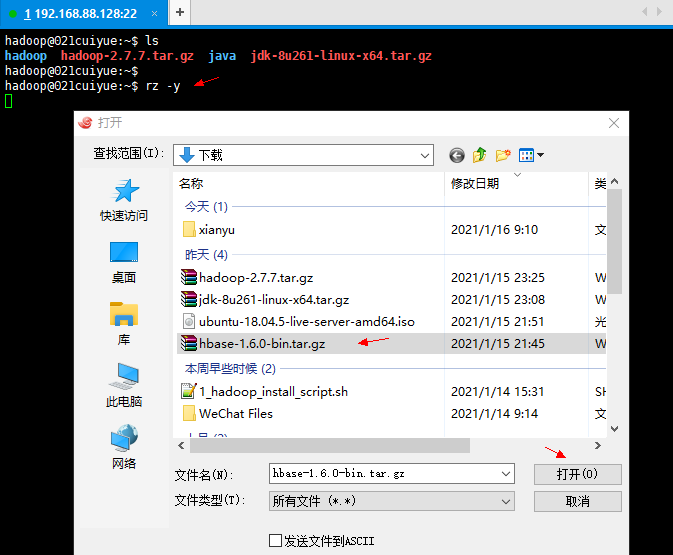 1 192.168.88.128:22 × +
hadoop@021cuiyue:~$ ls
hadoop hadoop-2.7.7.tar.gz java jdk-8u261-linux-x64.tar.gz
hadoop@021cuiyue:~$
hadoop@021cuiyue:~$ rz -y
打开
查找范围(I): 下载
名称 修改日期 类
今天 (1)
xianyu 2021/1/16 9:10 文
昨天 (4)
hadoop-2.7.7.tar.gz 2021/1/15 23:25 W
jdk-8u261-linux-x64.tar.gz 2021/1/15 23:08 W
ubuntu-18.04.5-live-server-amd64.iso 2021/1/15 21:51 光
hbase-1.6.0-bin.tar.gz 2021/1/15 21:45 W
本周早些时候 (2)
1_hadoop_install_script.sh 2021/1/14 15:31 SH
WeChat Files 2021/1/14 9:14 文
快速访问
桌面
库
此电脑
网络
文件名(N): hbase-1.6.0-bin.tar.gz 打开(O)
文件类型(T): 所有文件 (*.*) 取消
发送文件到ASCII